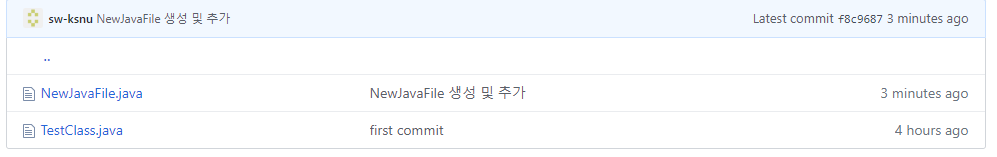 sw-ksnu NewJavaFile 생성 및 추가 Latest commit f8c9687 3 minutes ago
..
NewJavaFile.java NewJavaFile 생성 및 추가 3 minutes ago
TestClass.java first commit 4 hours ago